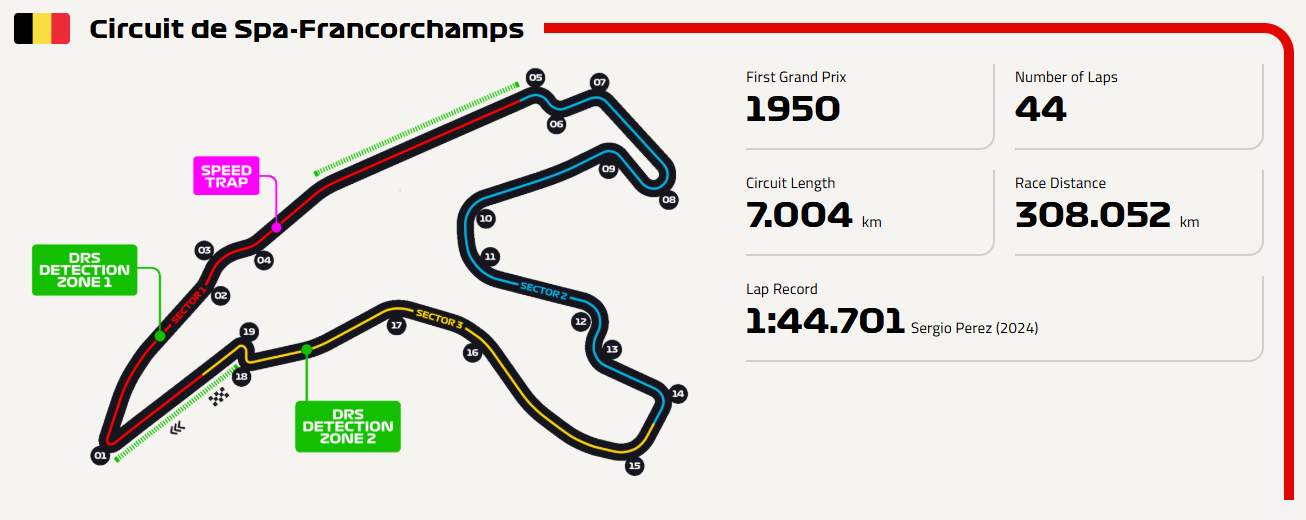 Circuit de Spa-Francorchamps
First Grand Prix
1950
Number of Laps
44
Circuit Length
7.004 km
Race Distance
308.052 km
Lap Record
1:44.701 Sergio Perez (2024)
SPEED
TRAP
DRS
DETECTION
ZONE 1
DRS
DETECTION
ZONE 2
SECTOR 1
SECTOR 2
SECTOR 3
01
02
03
04
05
06
07
08
09
10
11
12
13
14
15
16
17
18
19